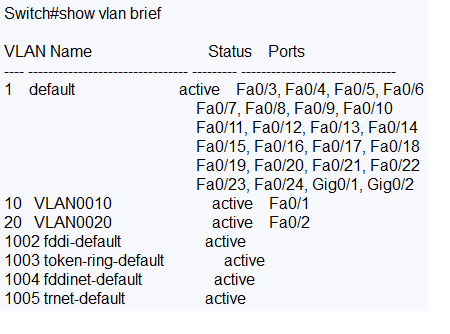 Switch#show vlan brief
VLAN Name Status Ports
---- -------------------------------- --------- -------------------------------
1 default active Fa0/3, Fa0/4, Fa0/5, Fa0/6
Fa0/7, Fa0/8, Fa0/9, Fa0/10
Fa0/11, Fa0/12, Fa0/13, Fa0/14
Fa0/15, Fa0/16, Fa0/17, Fa0/18
Fa0/19, Fa0/20, Fa0/21, Fa0/22
Fa0/23, Fa0/24, Gig0/1, Gig0/2
10 VLAN0010 active Fa0/1
20 VLAN0020 active Fa0/2
1002 fddi-default active
1003 token-ring-default active
1004 fddinet-default active
1005 trnet-default active